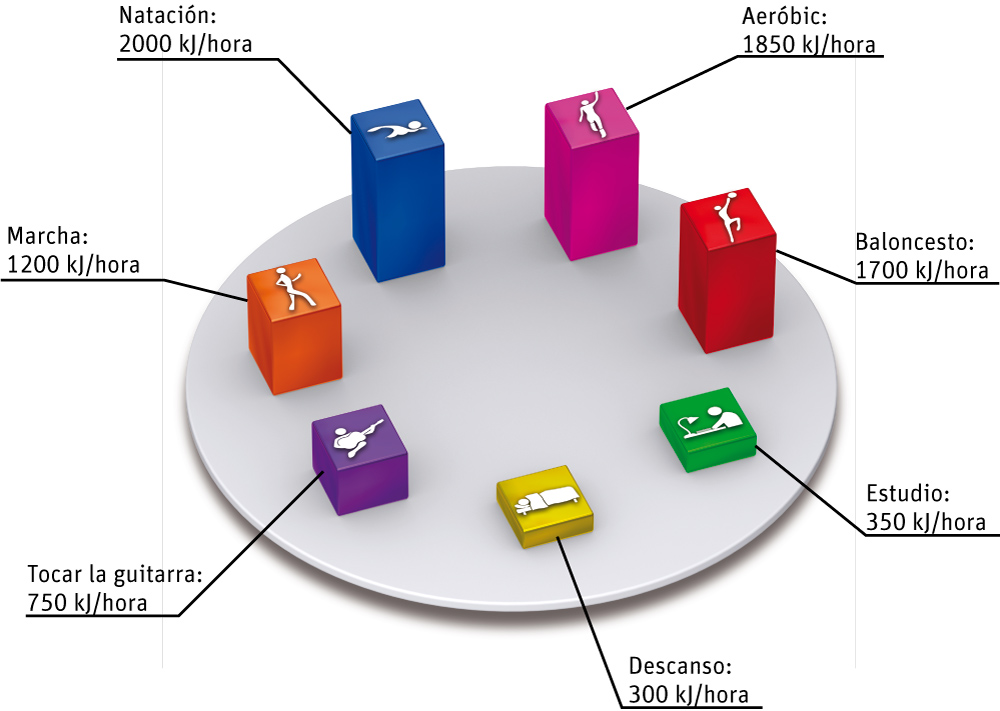 Natación:
2000 kJ/hora
Aeróbic:
1850 kJ/hora
Marcha:
1200 kJ/hora
Baloncesto:
1700 kJ/hora
Estudio:
350 kJ/hora
Tocar la guitarra:
750 kJ/hora
Descanso:
300 kJ/hora